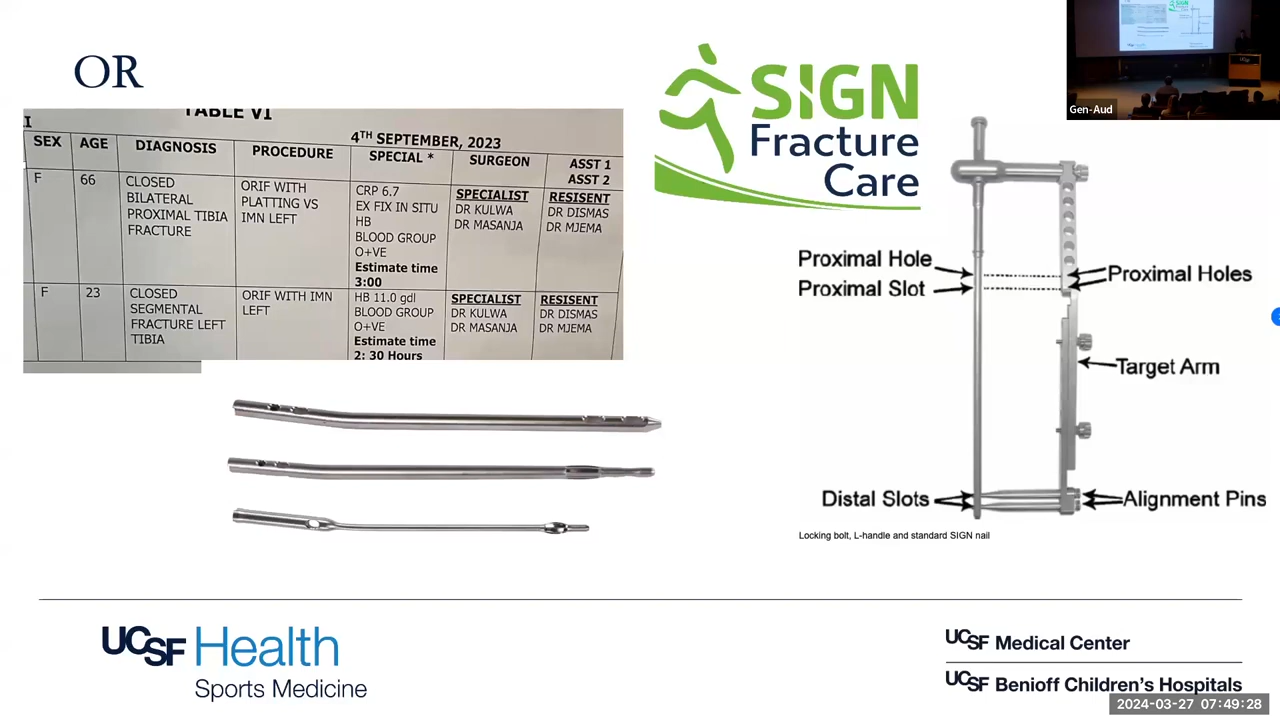 OR
TABLE VI
I
4TH SEPTEMBER, 2023
SEX AGE DIAGNOSIS PROCEDURE SPECIAL * SURGEON ASST 1
ASST 2
F 66 CLOSED
BILATERAL
PROXIMAL TIBIA
FRACTURE
ORIF WITH
PLATTING VS
IMN LEFT
CRP 6.7
EX FIX IN SITU
HB
BLOOD GROUP
O+VE
Estimate time
3:00
SPECIALIST
DR KULWA
DR MASANJA
RESISENT
DR DISMAS
DR MJEMA
F 23 CLOSED
SEGMENTAL
FRACTURE LEFT
TIBIA
ORIF WITH IMN
LEFT
HB 11.0 gdl
BLOOD GROUP
O+VE
Estimate time
2: 30 Hours
SPECIALIST
DR KULWA
DR MASANJA
RESISENT
DR DISMAS
DR MJEMA
SIGN
Fracture
Care
Gen-Aud
UCSF
Proximal Hole
Proximal Slot
Proximal Holes
Target Arm
Distal Slots
Alignment Pins
Locking bolt, L-handle and standard SIGN nail
UCSF Health
Sports Medicine
UCSF Medical Center
UCSF Benioff Children's Hospitals
2024-03-27 07:49:28